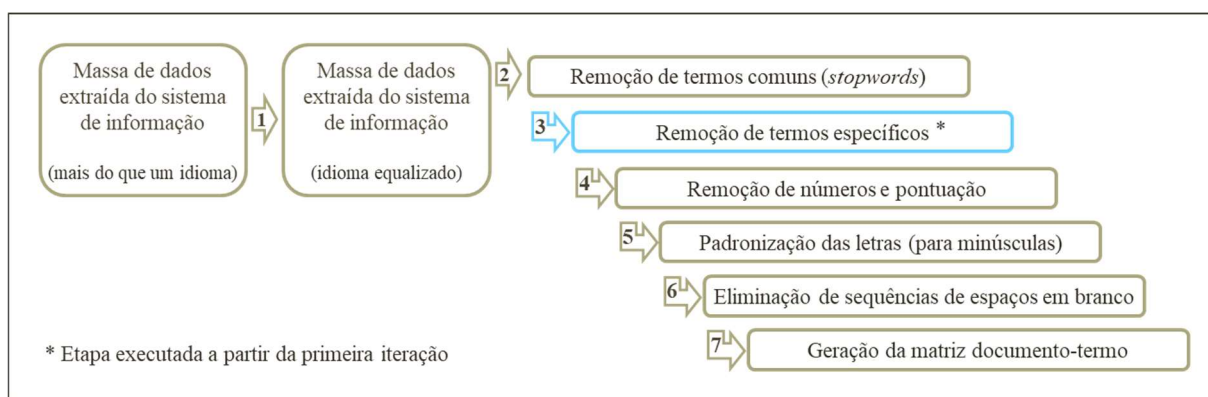 Massa de dados
extraída do sistema
de informação
(mais do que um idioma)
1
Massa de dados
extraída do sistema
de informação
(idioma equalizado)
2
Remoção de termos comuns (stopwords)
3
Remoção de termos específicos *
4
Remoção de números e pontuação
5
Padronização das letras (para minúsculas)
6
Eliminação de sequências de espaços em branco
7
Geração da matriz documento-termo
* Etapa executada a partir da primeira iteração